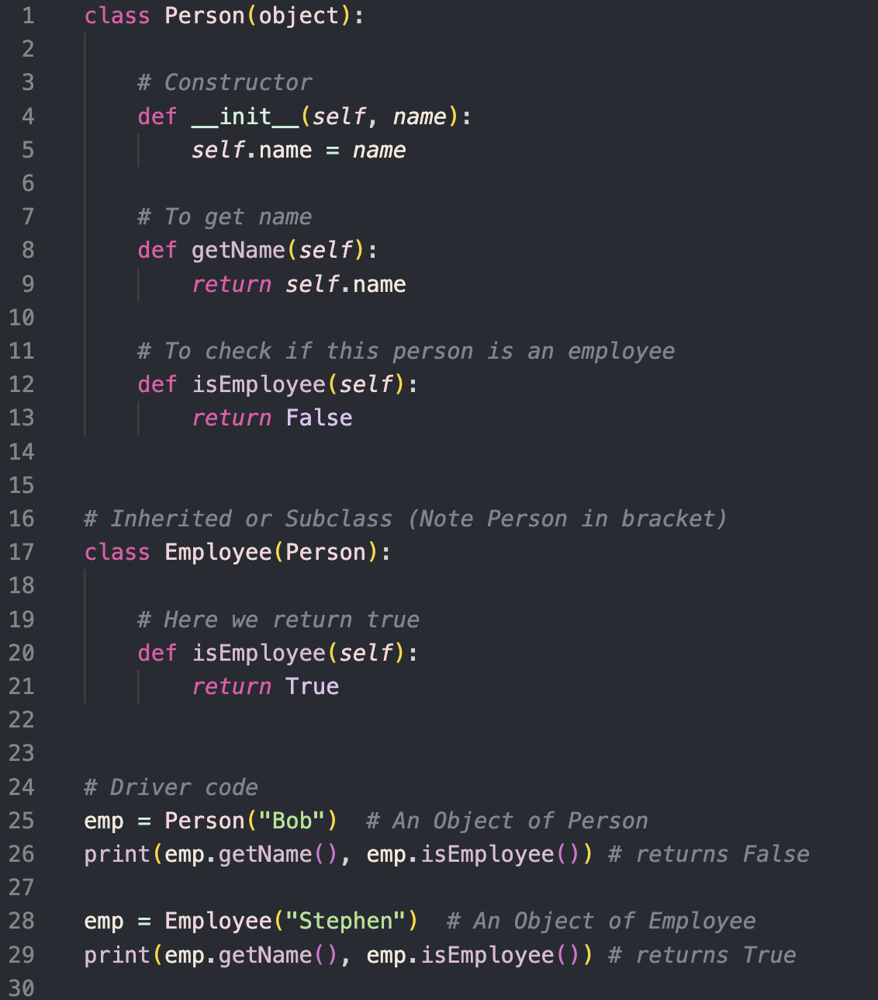 1 class Person(object):
2
3     # Constructor
4     def __init__(self, name):
5         self.name = name
6
7     # To get name
8     def getName(self):
9         return self.name
10
11     # To check if this person is an employee
12     def isEmployee(self):
13         return False
14
15
16 # Inherited or Subclass (Note Person in bracket)
17 class Employee(Person):
18
19     # Here we return true
20     def isEmployee(self):
21         return True
22
23
24 # Driver code
25 emp = Person("Bob")  # An Object of Person
26 print(emp.getName(), emp.isEmployee()) # returns False
27
28 emp = Employee("Stephen")  # An Object of Employee
29 print(emp.getName(), emp.isEmployee()) # returns True
30